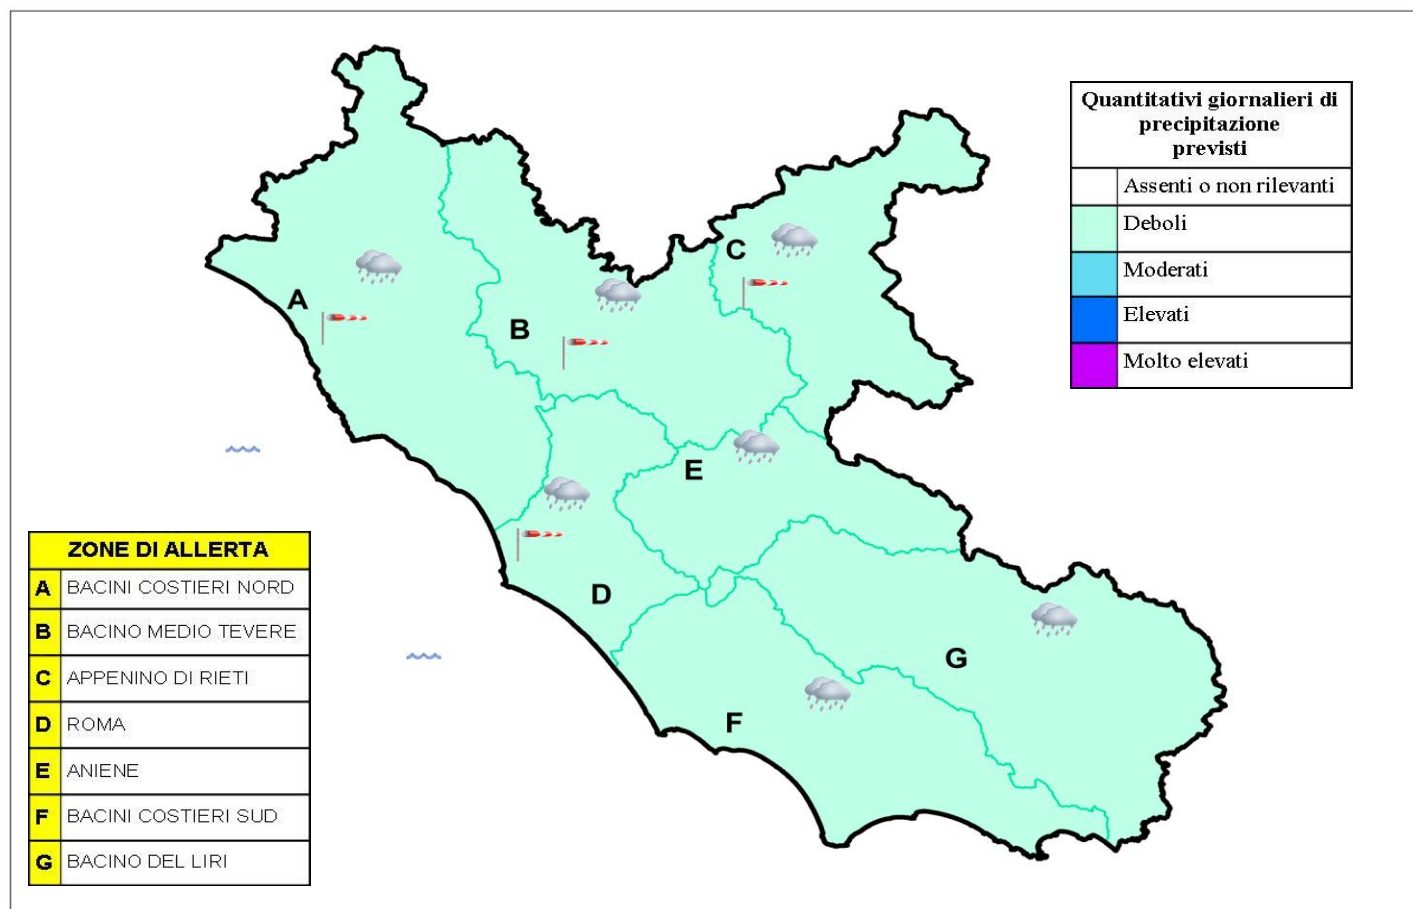 Quantitativi giornalieri di
precipitazione
previsti
Assenti o non rilevanti
Deboli
Moderati
Elevati
Molto elevati
C
A
B
E
D
G
F
ZONE DI ALLERTA
A BACINI COSTIERI NORD
B BACINO MEDIO TEVERE
C APPENINO DI RIETI
D ROMA
E ANIENE
F BACINI COSTIERI SUD
G BACINO DEL LIRI